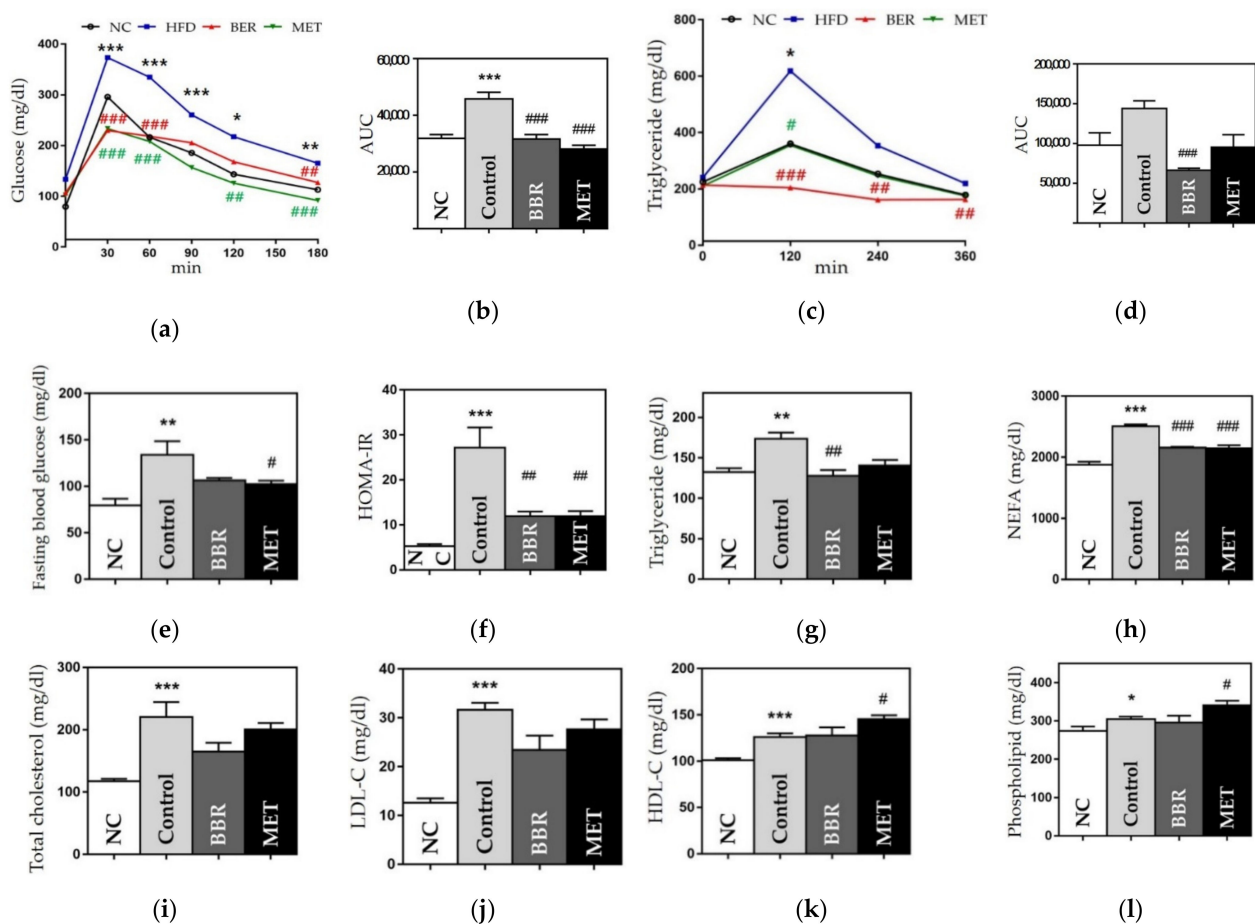 NC HFD BER MET
Glucose (mg/dl)
400
300
200
100
0
*** *** *** * **
### ### ##
### ### ## ###
30 60 90 120 180
min
(a)
AUC
60,000
40,000
20,000
*** ### ###
NC Control BBR MET
(b)
NC HFD BER MET
Triglyceride (mg/dl)
800
600
400
200
0
*
#
### ## ##
0 120 240 360
min
(c)
AUC
200,000
150,000
100,000
50,000
###
NC Control BBR MET
(d)
Fasting blood glucose (mg/dl)
200
150
100
50
0
** #
NC Control BBR MET
(e)
HOMA-IR
40
30
20
10
0
*** ## ##
N C Control BBR MET
(f)
Triglyceride (mg/dl)
200
150
100
50
0
** ##
NC Control BBR MET
(g)
NEFA (mg/dl)
3000
2000
1000
0
*** ### ###
NC Control BBR MET
(h)
Total cholesterol (mg/dl)
300
200
100
0
***
NC Control BBR MET
(i)
LDL-C (mg/dl)
40
30
20
10
0
***
NC Control BBR MET
(j)
HDL-C (mg/dl)
200
150
100
50
0
*** #
NC Control BBR MET
(k)
Phospholipid (mg/dl)
400
300
200
100
0
* #
NC Control BBR MET
(l)